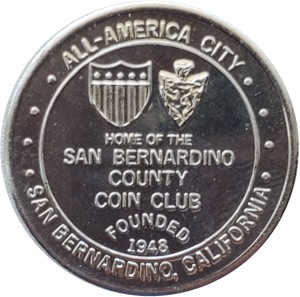 ALL-AMERICA CITY
HOME OF THE
SAN BERNARDINO
COUNTY
COIN CLUB
FOUNDED
1948
SAN BERNARDINO, CALIFORNIA